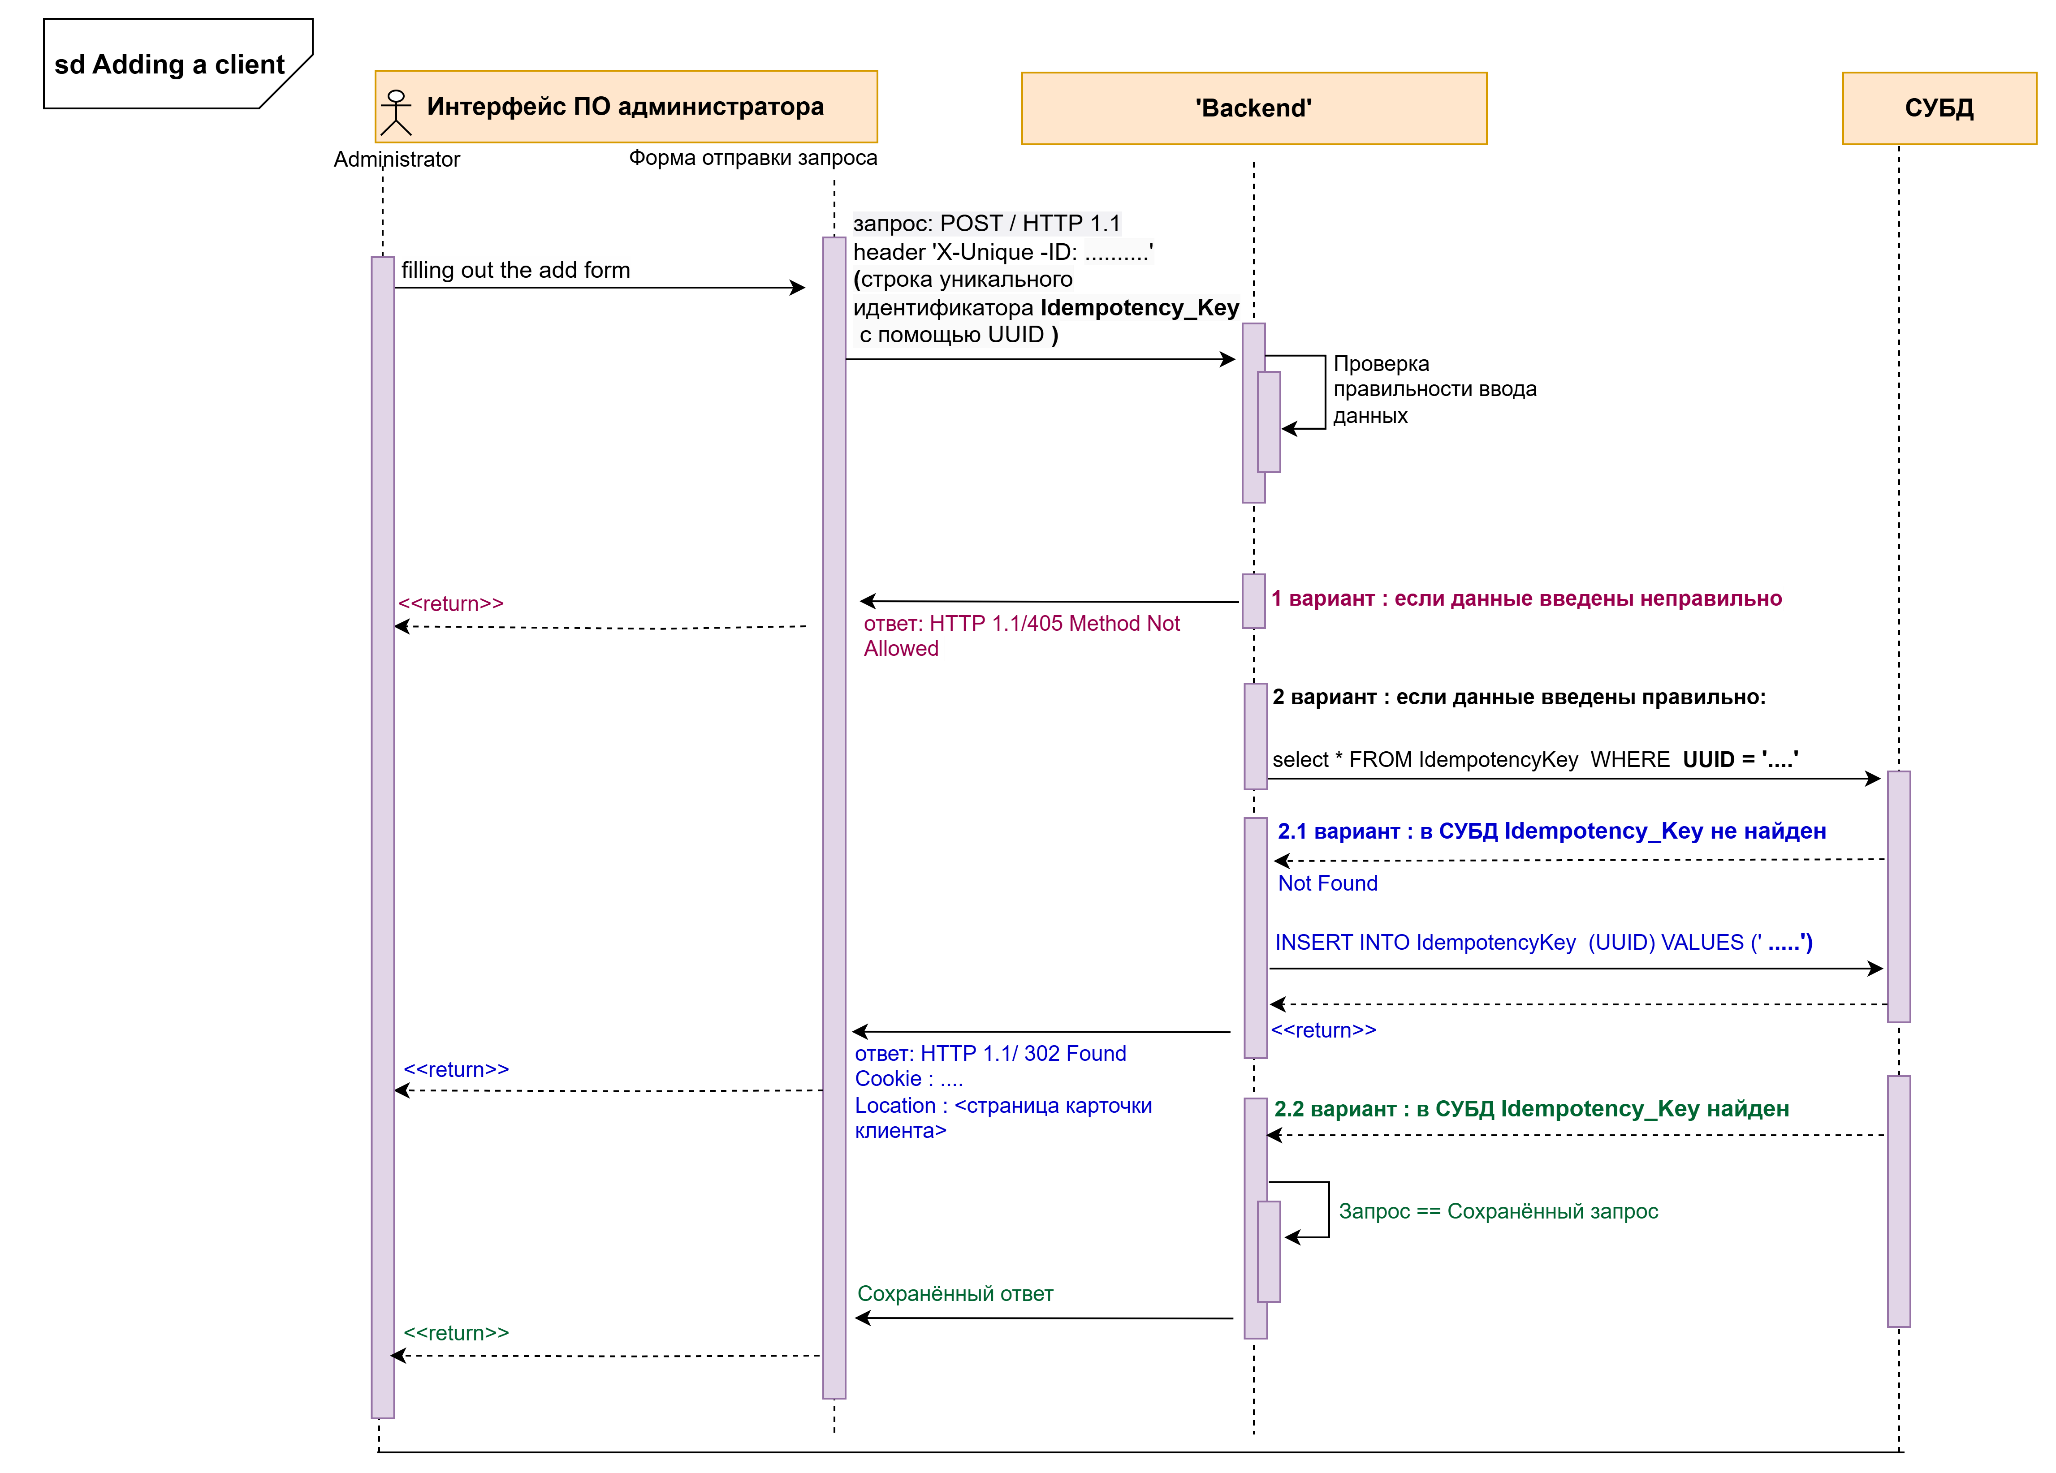 sd Adding a client
Интерфейс ПО администратора
'Backend'
СУБД
Administrator
Форма отправки запроса
запрос: POST / HTTP 1.1
header 'X-Unique -ID: ..........'
(строка уникального
идентификатора Idempotency_Key
с помощью UUID )
filling out the add form
Проверка
правильности ввода
данных
<<return>>
1 вариант : если данные введены неправильно
ответ: HTTP 1.1/405 Method Not
Allowed
2 вариант : если данные введены правильно:
select * FROM IdempotencyKey  WHERE  UUID = '....'
2.1 вариант : в СУБД Idempotency_Key не найден
Not Found
INSERT INTO IdempotencyKey  (UUID) VALUES (' .....')
<<return>>
ответ: HTTP 1.1/ 302 Found
Cookie : ....
Location : <страница карточки
клиента>
<<return>>
2.2 вариант : в СУБД Idempotency_Key найден
Запрос == Сохранённый запрос
Сохранённый ответ
<<return>>